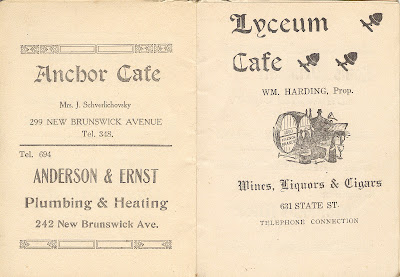 Anchor Cafe
Mrs. J. Schverlichovsky
299 NEW BRUNSWICK AVENUE
Tel. 348.
Tel. 694
ANDERSON & ERNST
Plumbing & Heating
242 New Brunswick Ave.
Lyceum
Cafe
WM. HARDING, Prop.
Wines, Liquors & Cigars
631 STATE ST.
TELEPHONE CONNECTION